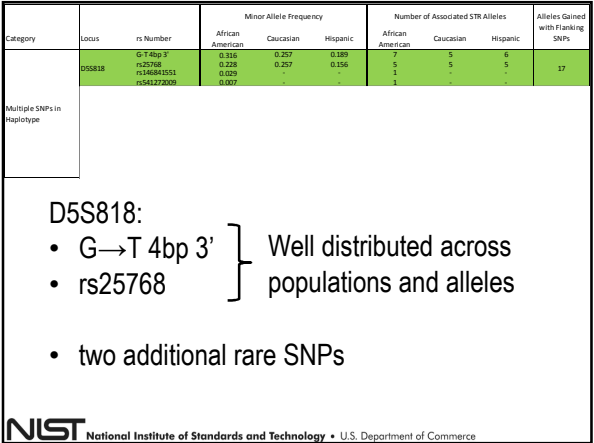 Minor Allele Frequency Number of Associated STR Alleles Alleles Gained with Flanking SNPs
Category Locus rs Number African American Caucasian Hispanic African American Caucasian Hispanic
G-T 4bp 3' 0.316 0.257 0.189 7 5 6
D5S818 rs25768 0.228 0.257 0.156 5 5 5 17
rs146841551 0.029 - - 1 - -
rs541272009 0.007 - - 1 - -
Multiple SNPs in Haplotype
D5S818:
• G→T 4bp 3’
• rs25768
Well distributed across
populations and alleles
• two additional rare SNPs
NIST National Institute of Standards and Technology • U.S. Department of Commerce